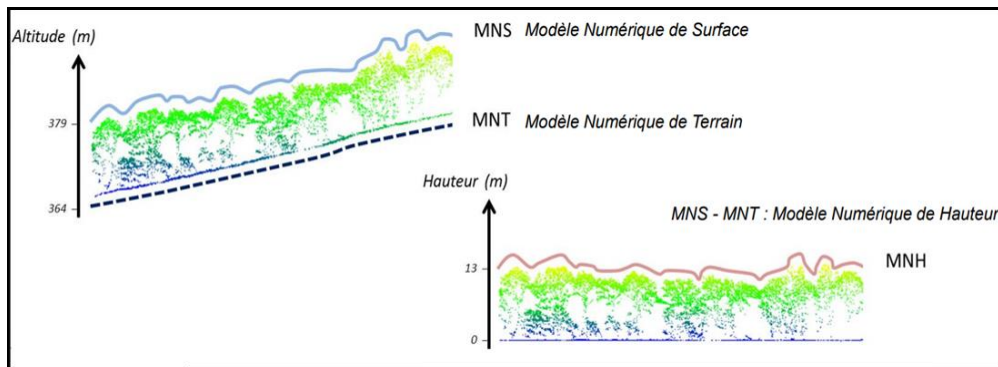 Altitude (m)
MNS Modèle Numérique de Surface
379
MNT Modèle Numérique de Terrain
364
Hauteur (m)
MNS - MNT : Modèle Numérique de Hauteur
MNH
13
0